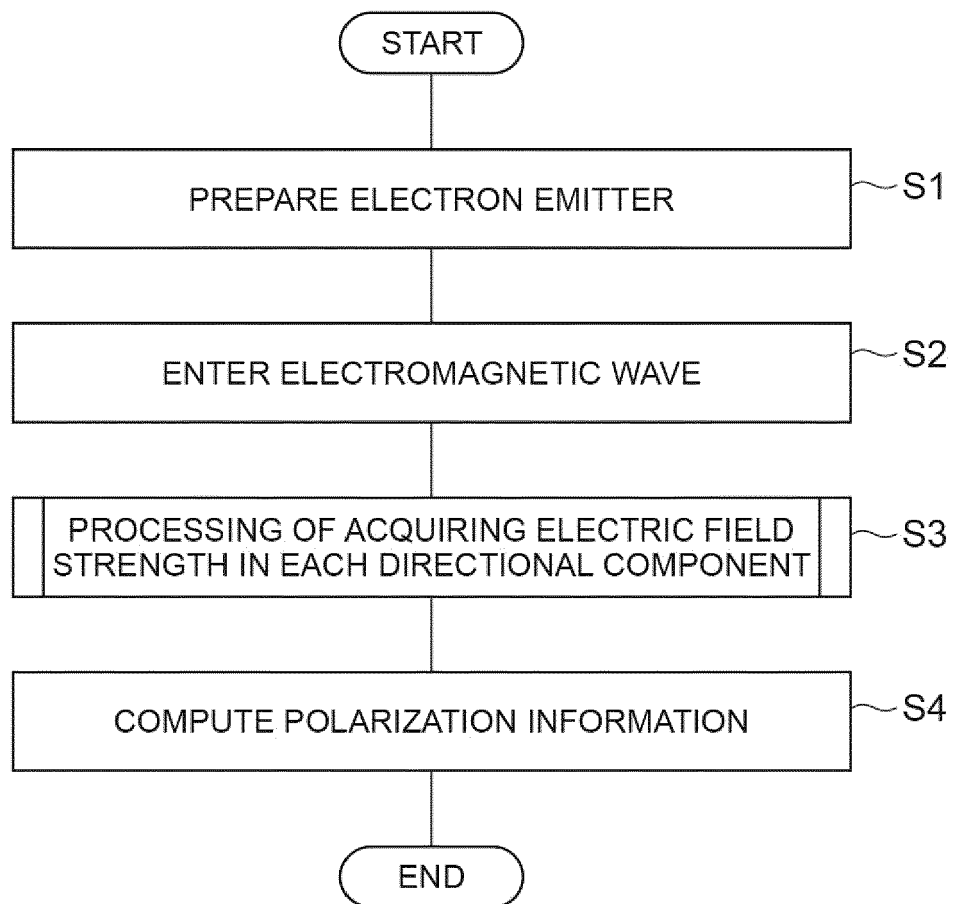 START
PREPARE ELECTRON EMITTER
S1
ENTER ELECTROMAGNETIC WAVE
S2
PROCESSING OF ACQUIRING ELECTRIC FIELD
STRENGTH IN EACH DIRECTIONAL COMPONENT
S3
COMPUTE POLARIZATION INFORMATION
S4
END